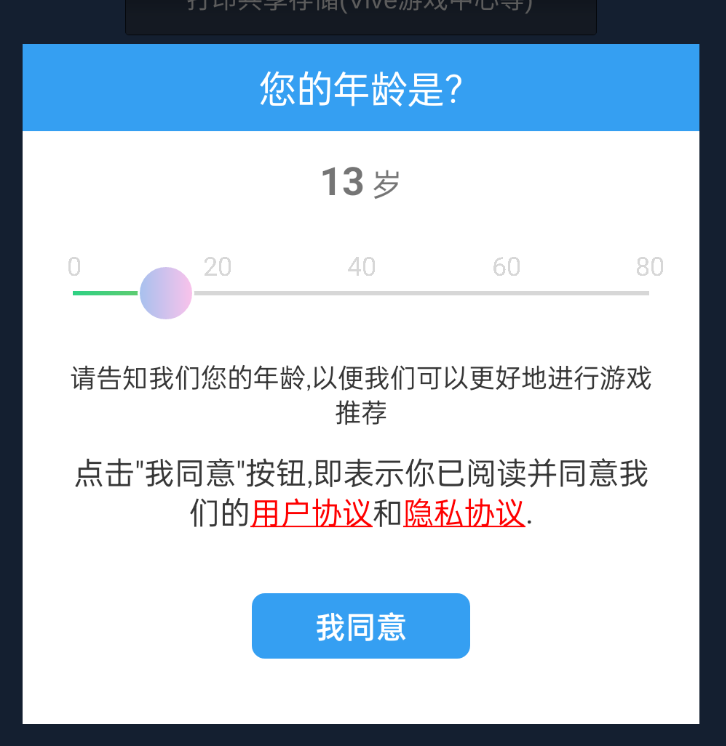 打印共享存储(Vive游戏中心等)
您的年龄是?
13 岁
0 20 40 60 80
请告知我们您的年龄,以便我们可以更好地进行游戏
推荐
点击"我同意"按钮,即表示你已阅读并同意我
们的用户协议和隐私协议.
我同意